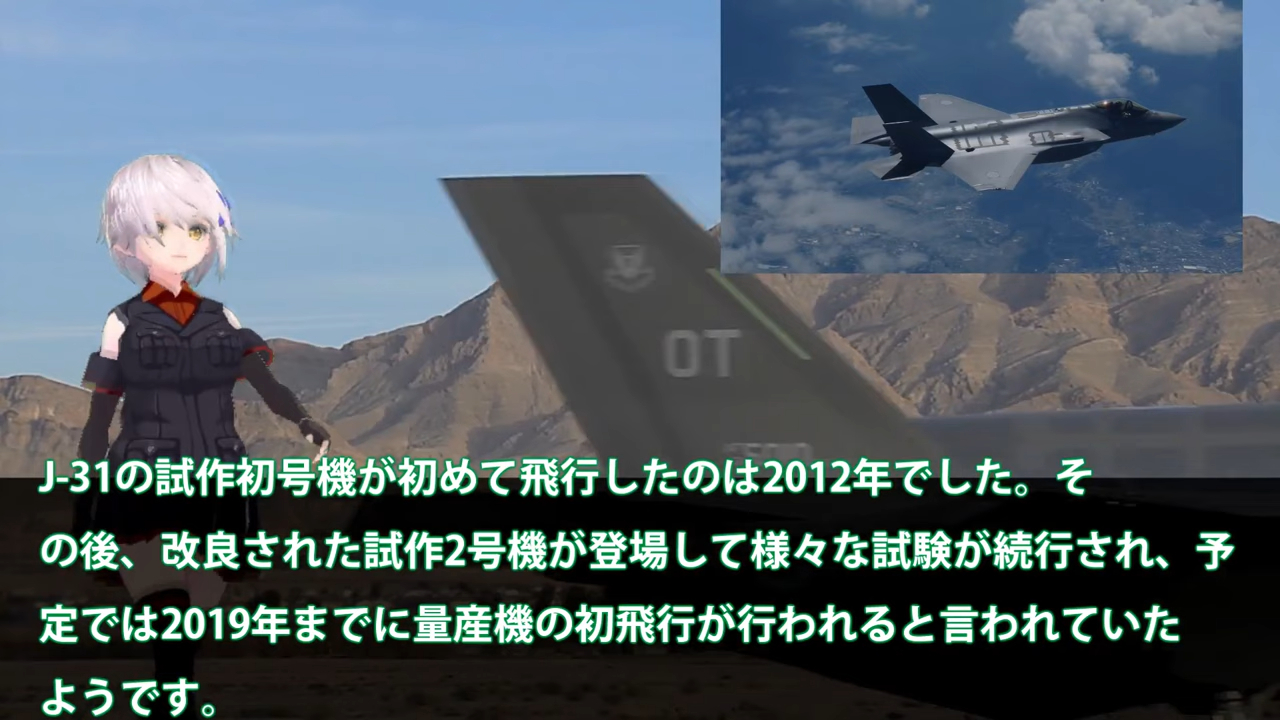 OT
J-31の試作初号機が初めて飛行したのは2012年でした。そ
の後、改良された試作2号機が登場して様々な試験が続行され、予
定では2019年までに量産機の初飛行が行われると言われていた
ようです。